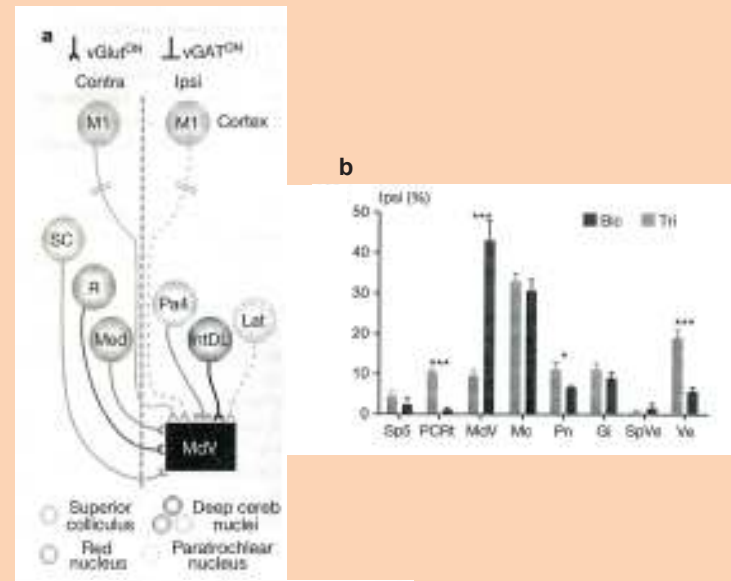 a
vGlutON vGATON
Contra Ipsi
M1 M1 Cortex
SC
R
Pa4
Med IntDL Lat
MdV
Superior colliculus
Deep cereb nuclei
Red nucleus
Paratrochlear nucleus
b
Ipsi (%)
50
*** Bic Tri
40
30
20
***
10
*** *
0
Sp5 PCRt MdV Mc Pn Gi SpVe Ve